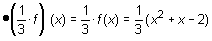 ● (1/3 · f) (x) = 1/3 · f(x) = 1/3 (x² + x − 2)